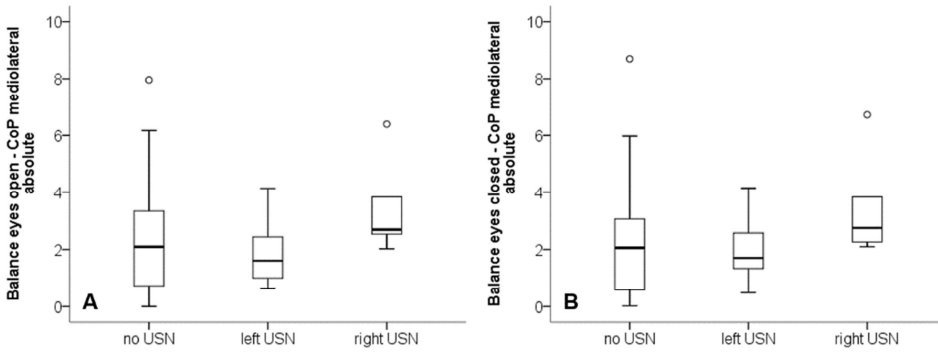 Balance eyes open - CoP mediolateral
absolute
10
8
6
4
2
0
A
no USN
left USN
right USN
Balance eyes closed - CoP mediolateral
absolute
10
8
6
4
2
0
B
no USN
left USN
right USN